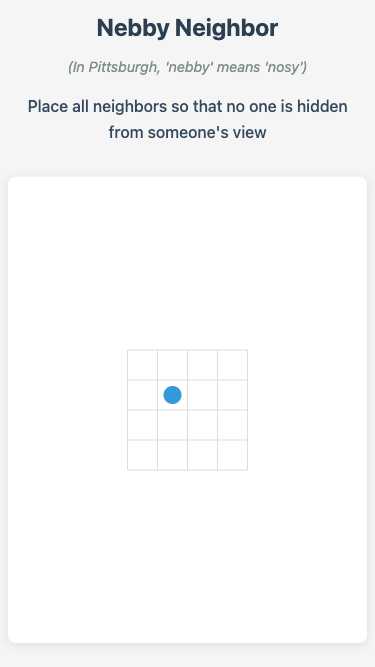 Nebby Neighbor
(In Pittsburgh, 'nebby' means 'nosy')
Place all neighbors so that no one is hidden
from someone's view